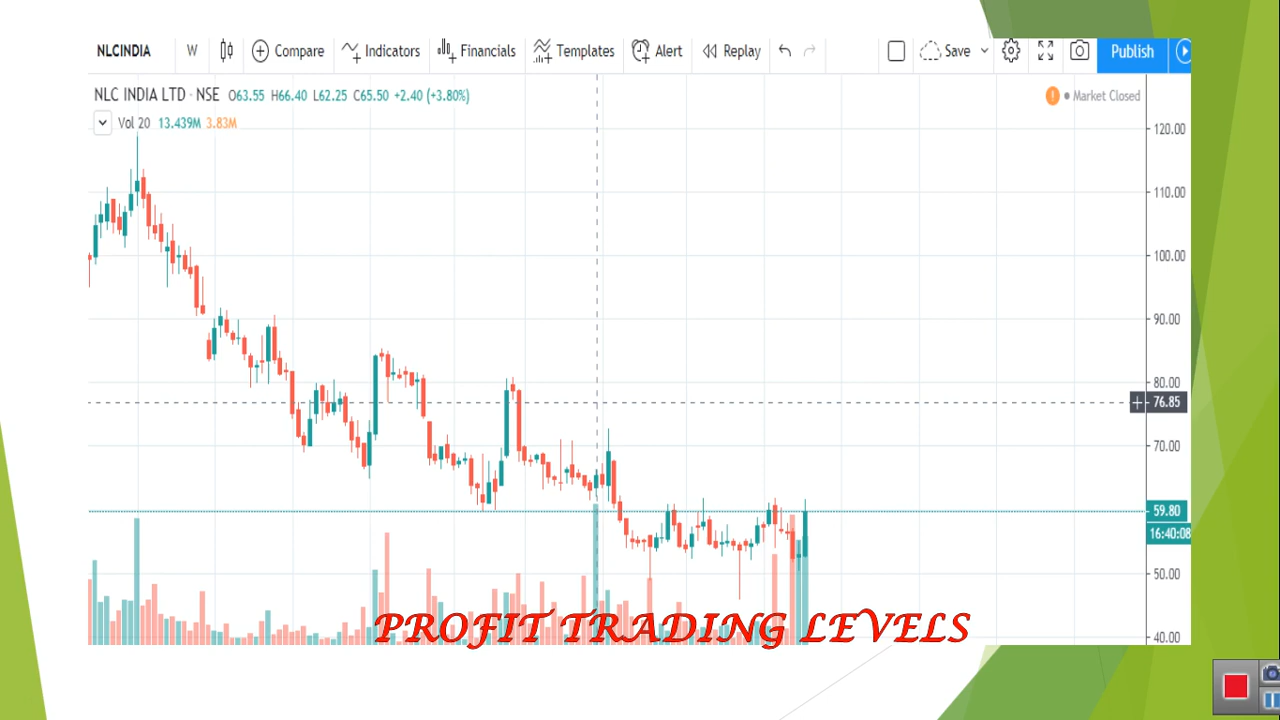 NLCINDIA W Compare Indicators Financials Templates Alert Replay Save Publish
NLC INDIA LTD · NSE O63.55 H66.40 L62.25 C65.50 +2.40 (+3.80%) Market Closed
Vol 20 13.439M 3.83M
120.00
110.00
100.00
90.00
80.00
76.85
70.00
59.80
16:40:08
50.00
40.00
PROFIT TRADING LEVELS